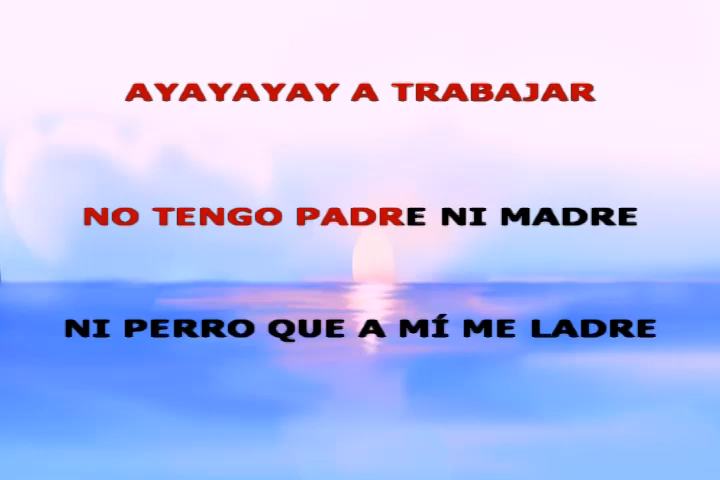 AYAYAYAY A TRABAJAR
NO TENGO PADRE NI MADRE
NI PERRO QUE A MÍ ME LADRE